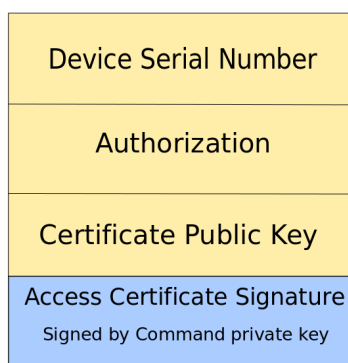 Device Serial Number
Authorization
Certificate Public Key
Access Certificate Signature
Signed by Command private key